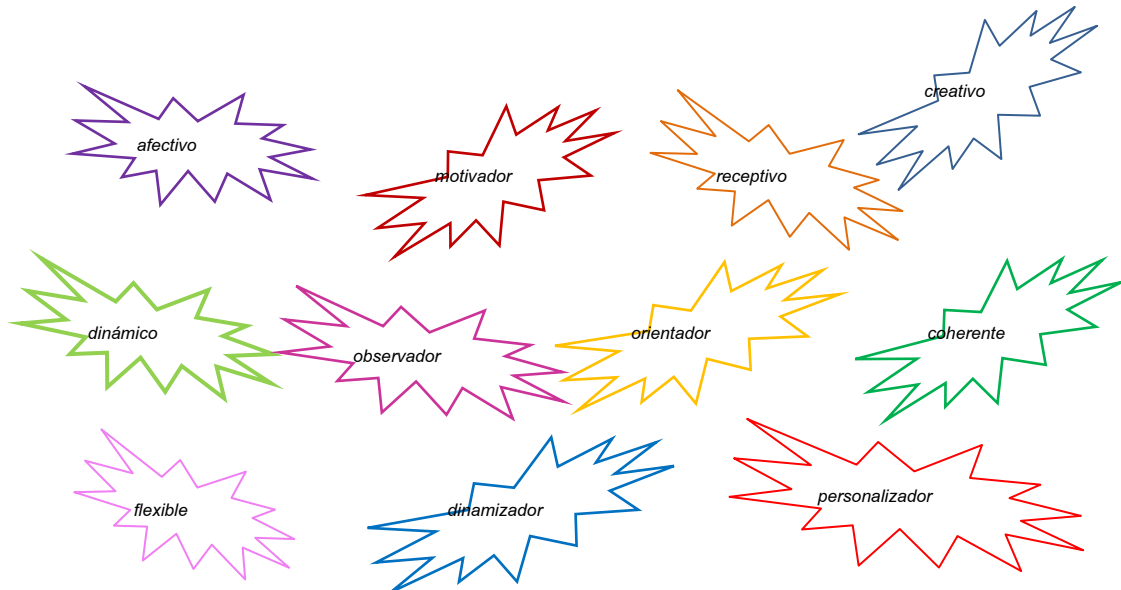 creativo
afectivo
motivador
receptivo
dinámico
observador
orientador
coherente
flexible
dinamizador
personalizador